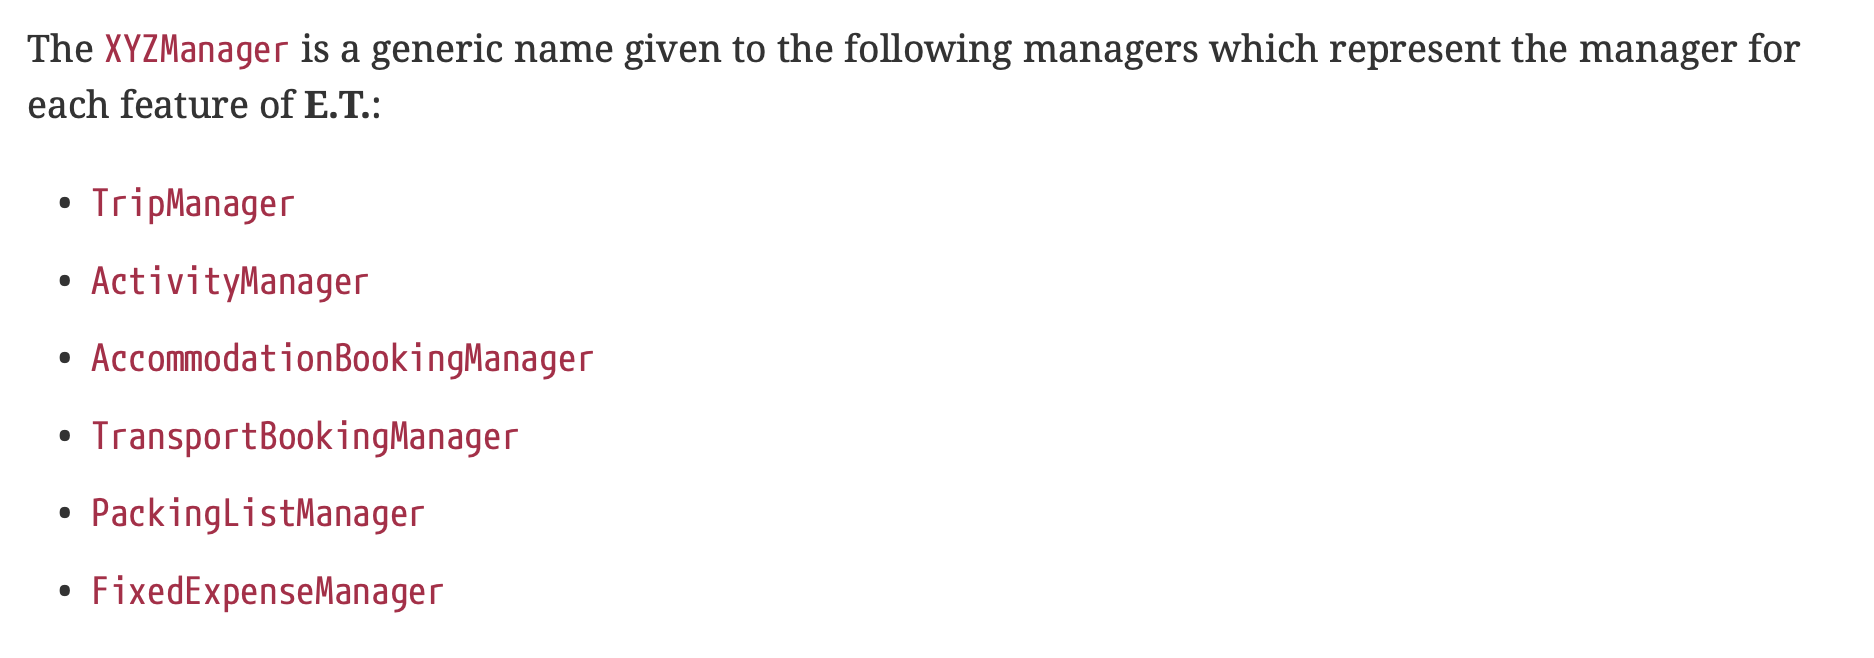 The XYZManager is a generic name given to the following managers which represent the manager for
each feature of E.T.:
• TripManager
• ActivityManager
• AccommodationBookingManager
• TransportBookingManager
• PackingListManager
• FixedExpenseManager